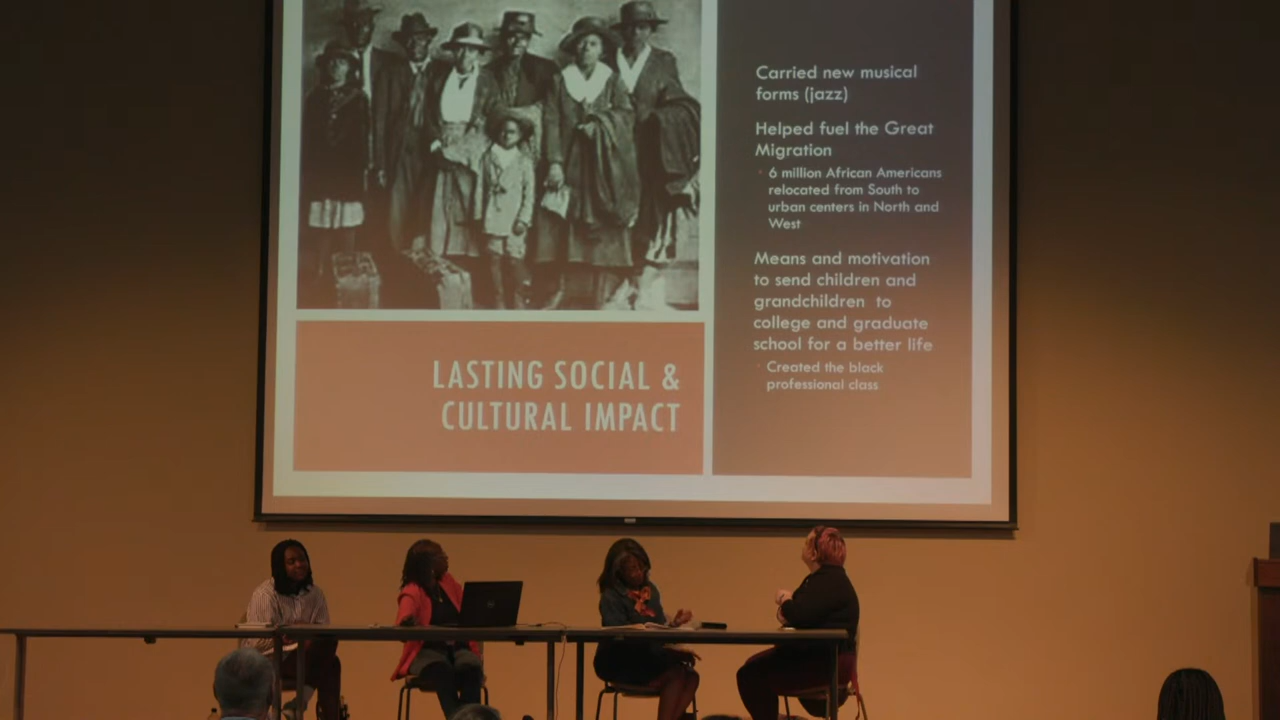 Carried new musical
forms (jazz)
Helped fuel the Great
Migration
6 million African Americans
relocated from South to
urban centers in North and
West
Means and motivation
to send children and
grandchildren to
college and graduate
school for a better life
Created the black
professional class
LASTING SOCIAL &
CULTURAL IMPACT